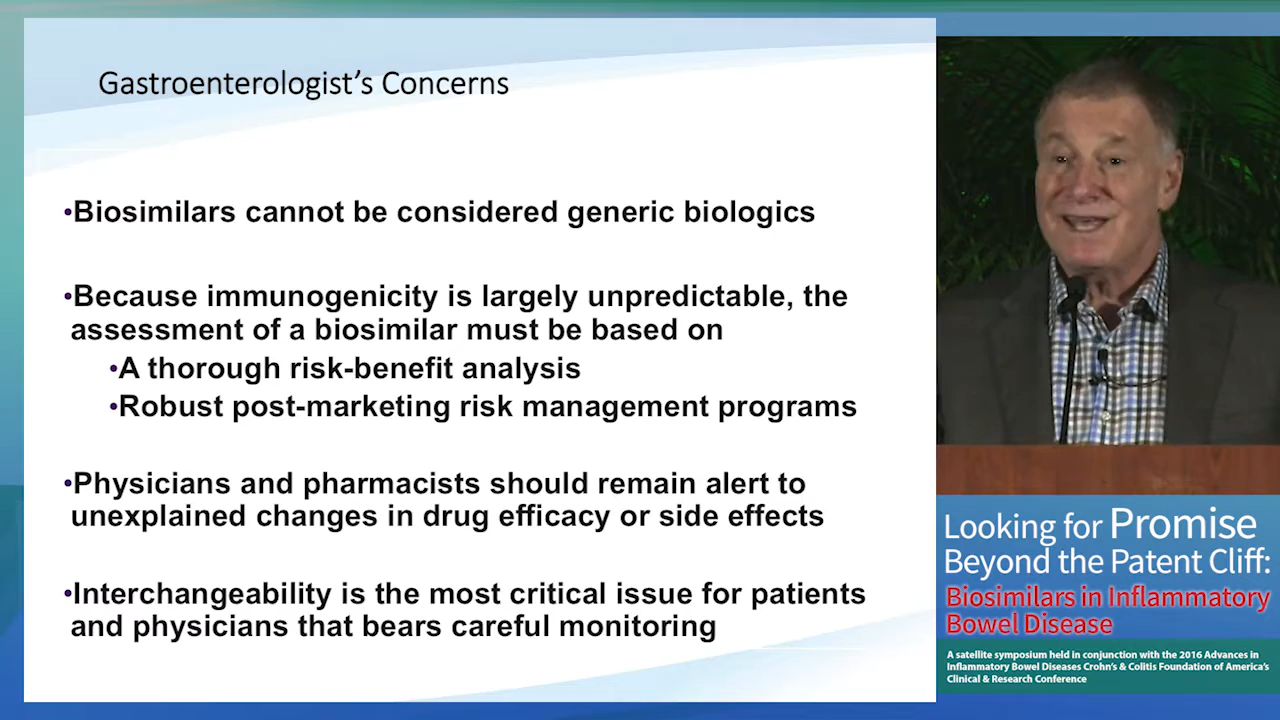 Gastroenterologist’s Concerns
•Biosimilars cannot be considered generic biologics
•Because immunogenicity is largely unpredictable, the
assessment of a biosimilar must be based on
•A thorough risk-benefit analysis
•Robust post-marketing risk management programs
•Physicians and pharmacists should remain alert to
unexplained changes in drug efficacy or side effects
•Interchangeability is the most critical issue for patients
and physicians that bears careful monitoring
Looking for Promise
Beyond the Patent Cliff:
Biosimilars in Inflammatory
Bowel Disease
A satellite symposium held in conjunction with the 2016 Advances in
Inflammatory Bowel Diseases Crohn’s & Colitis Foundation of America’s
Clinical & Research Conference